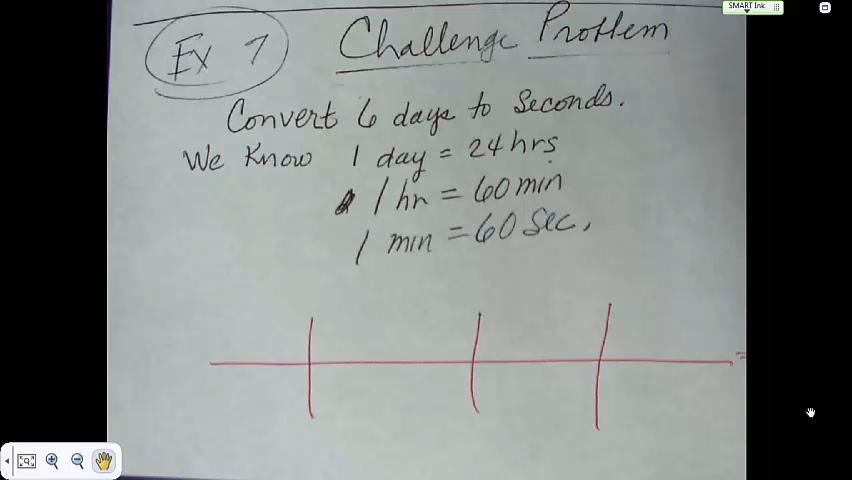 SMART Ink
Ex 7 Challenge Problem
Convert 6 days to Seconds.
We Know 1 day = 24 hrs
1 hr = 60 min
1 min = 60 Sec.
=